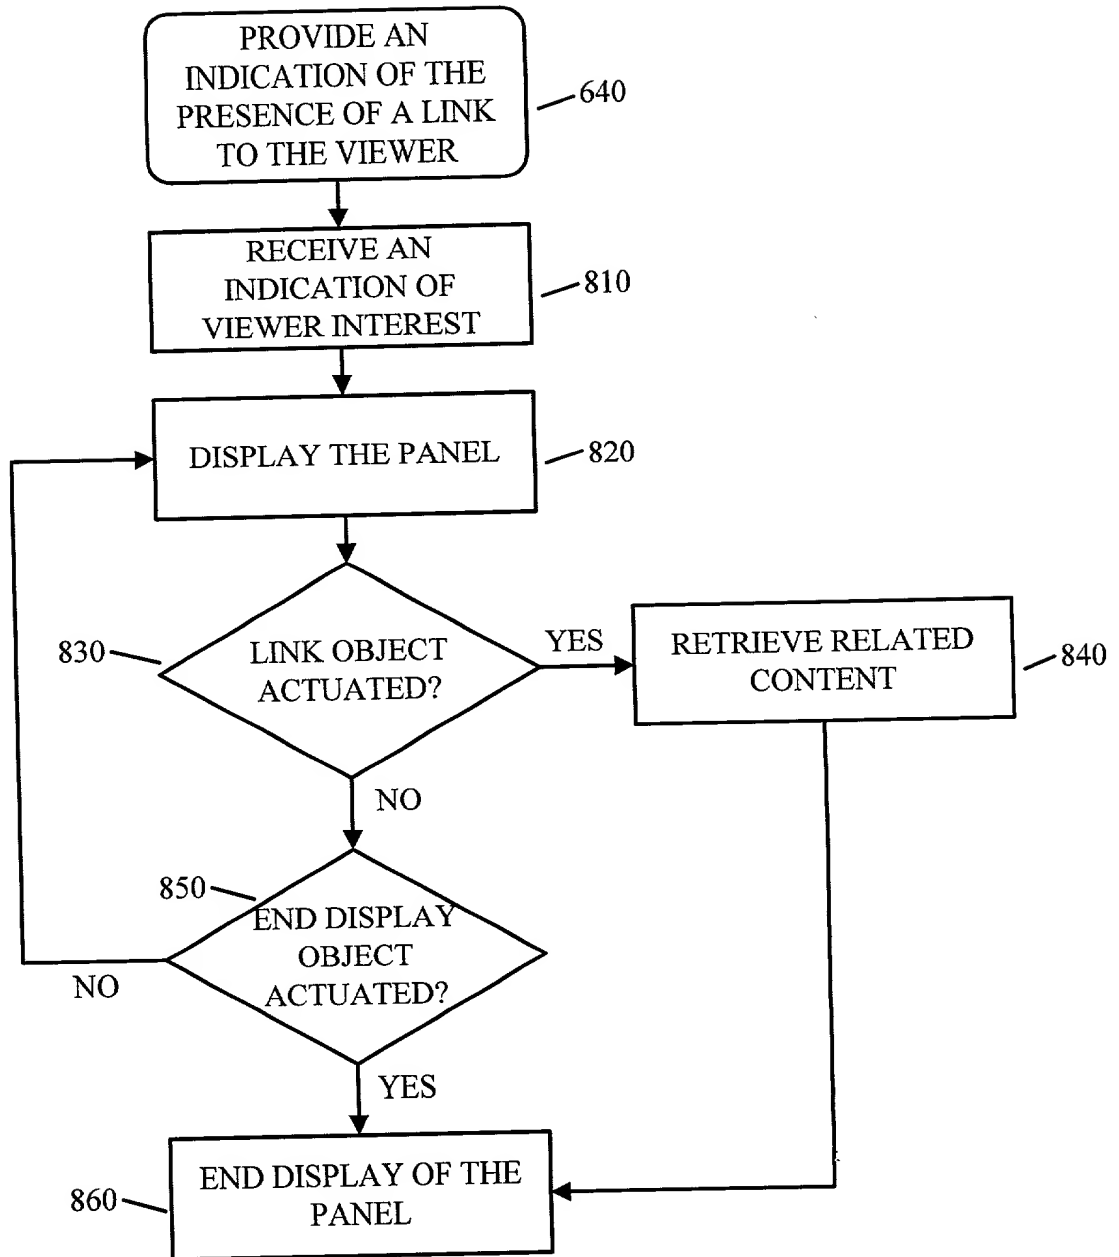 PROVIDE AN
INDICATION OF THE
PRESENCE OF A LINK
TO THE VIEWER
640
RECEIVE AN
INDICATION OF
VIEWER INTEREST
810
DISPLAY THE PANEL
820
830
LINK OBJECT
ACTUATED?
YES
RETRIEVE RELATED
CONTENT
840
NO
850
END DISPLAY
OBJECT
ACTUATED?
NO
YES
860
END DISPLAY OF THE
PANEL